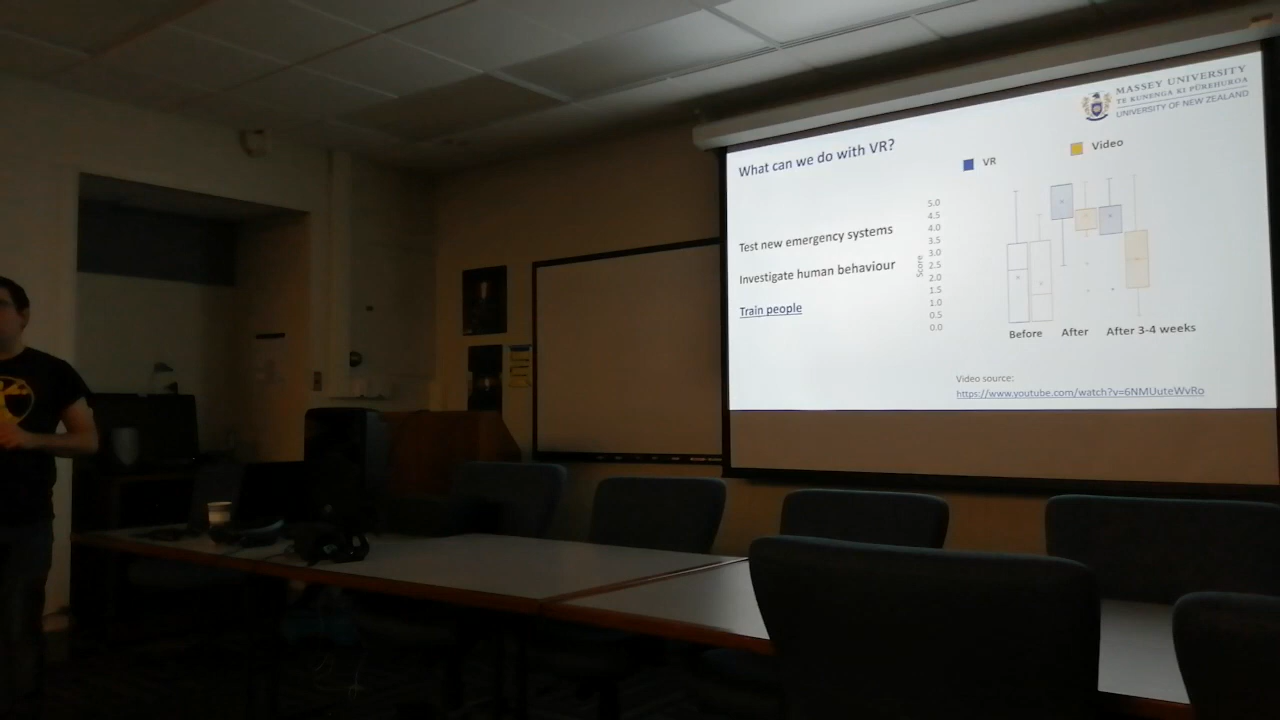 MASSEY UNIVERSITY
TE KUNENGA KI PŪREHUROA
UNIVERSITY OF NEW ZEALAND
What can we do with VR?
VR
Video
Test new emergency systems
Investigate human behaviour
Train people
Score
5.0
4.5
4.0
3.5
3.0
2.5
2.0
1.5
1.0
0.5
0.0
Before
After
After 3-4 weeks
Video source:
https://www.youtube.com/watch?v=6NMUuteWvRo